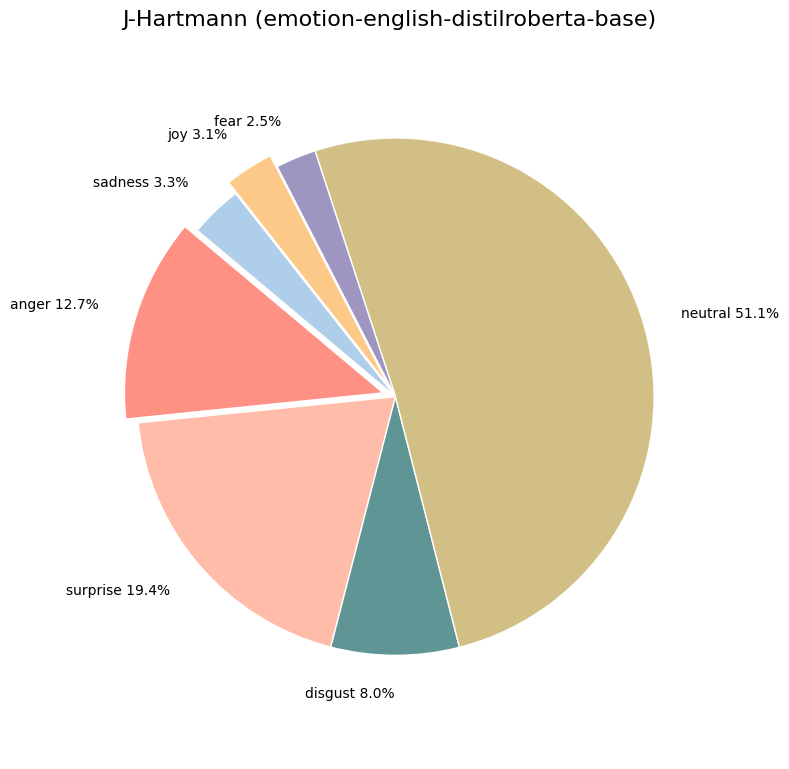 J-Hartmann (emotion-english-distilroberta-base)
fear 2.5%
joy 3.1%
sadness 3.3%
anger 12.7%
neutral 51.1%
surprise 19.4%
disgust 8.0%